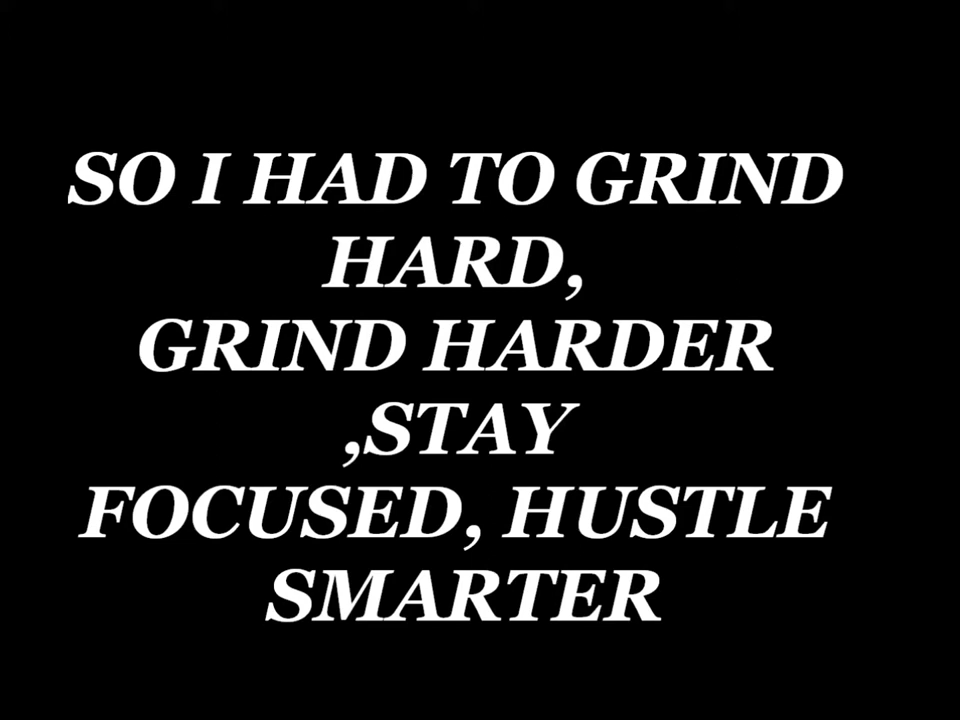 SO I HAD TO GRIND
HARD,
GRIND HARDER
,STAY
FOCUSED, HUSTLE
SMARTER